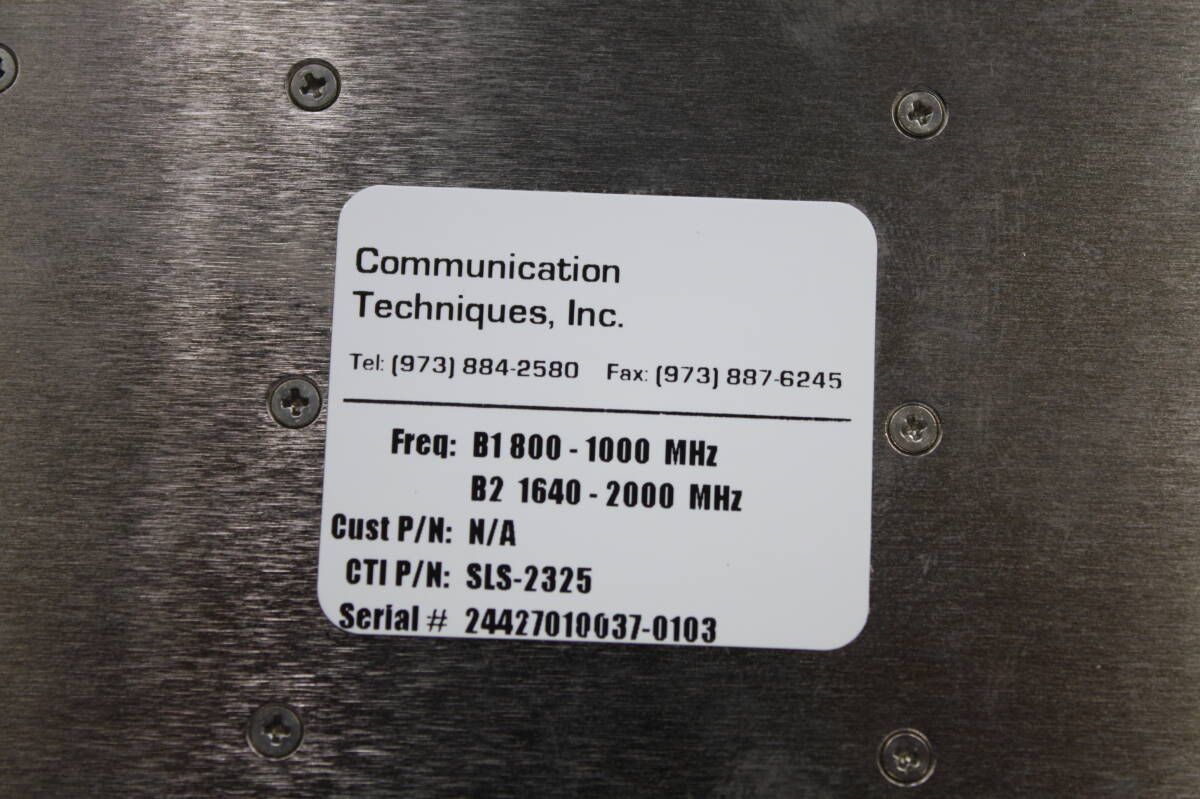 Communication
Techniques, Inc.
Tel: (973) 884-2580 Fax: (973) 887-6245
Freq: B1 800 - 1000 MHz
B2 1640 - 2000 MHz
Cust P/N: N/A
CTI P/N: SLS-2325
Serial # 24427010037-0103